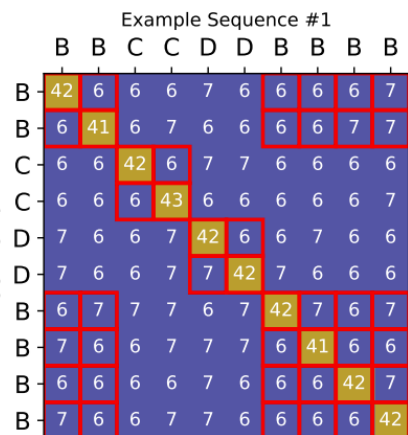 Example Sequence #1
B B C C D D B B B B
B 42 6 6 6 7 6 6 6 6 7
B 6 41 6 7 6 6 6 6 7 7
C 6 6 42 6 7 7 6 6 6 6
C 6 6 6 43 6 6 6 6 6 7
D 7 6 6 7 42 6 6 7 6 6
D 7 6 6 7 7 42 7 6 6 6
B 6 7 7 7 6 7 42 7 6 7
B 7 6 6 7 7 7 6 41 6 6
B 6 6 6 6 7 6 6 6 42 7
B 7 6 6 7 7 6 6 6 6 42